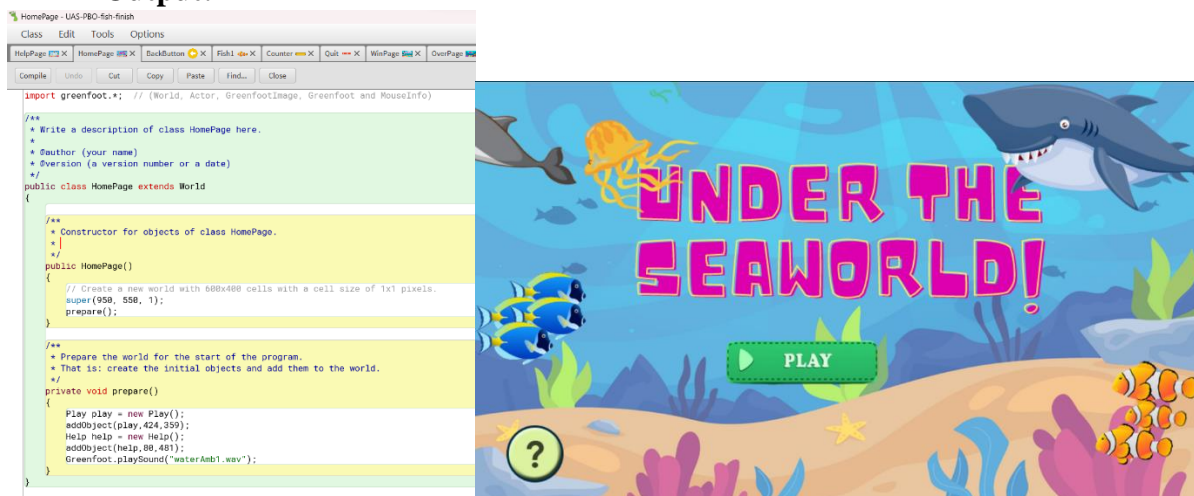 HomePage - UAS-PBO-fish-finish
Class Edit Tools Options
HelpPage X HomePage X BackButton X Fish1 X Counter X Quit X WinPage X OverPage
Compile Undo Cut Copy Paste Find... Close
import greenfoot.*; // (World, Actor, GreenfootImage, Greenfoot and MouseInfo)
/**
* Write a description of class HomePage here.
*
* @author (your name)
* @version (a version number or a date)
*/
public class HomePage extends World
{
/**
* Constructor for objects of class HomePage.
*
*/
public HomePage()
{
// Create a new world with 600x400 cells with a cell size of 1x1 pixels.
super(950, 550, 1);
prepare();
}
/**
* Prepare the world for the start of the program.
* That is: create the initial objects and add them to the world.
*/
private void prepare()
{
Play play = new Play();
addObject(play,424,359);
Help help = new Help();
addObject(help,80,481);
Greenfoot.playSound("waterAmb1.wav");
}
}
UNDER THE
SEAWORLD!
PLAY
?